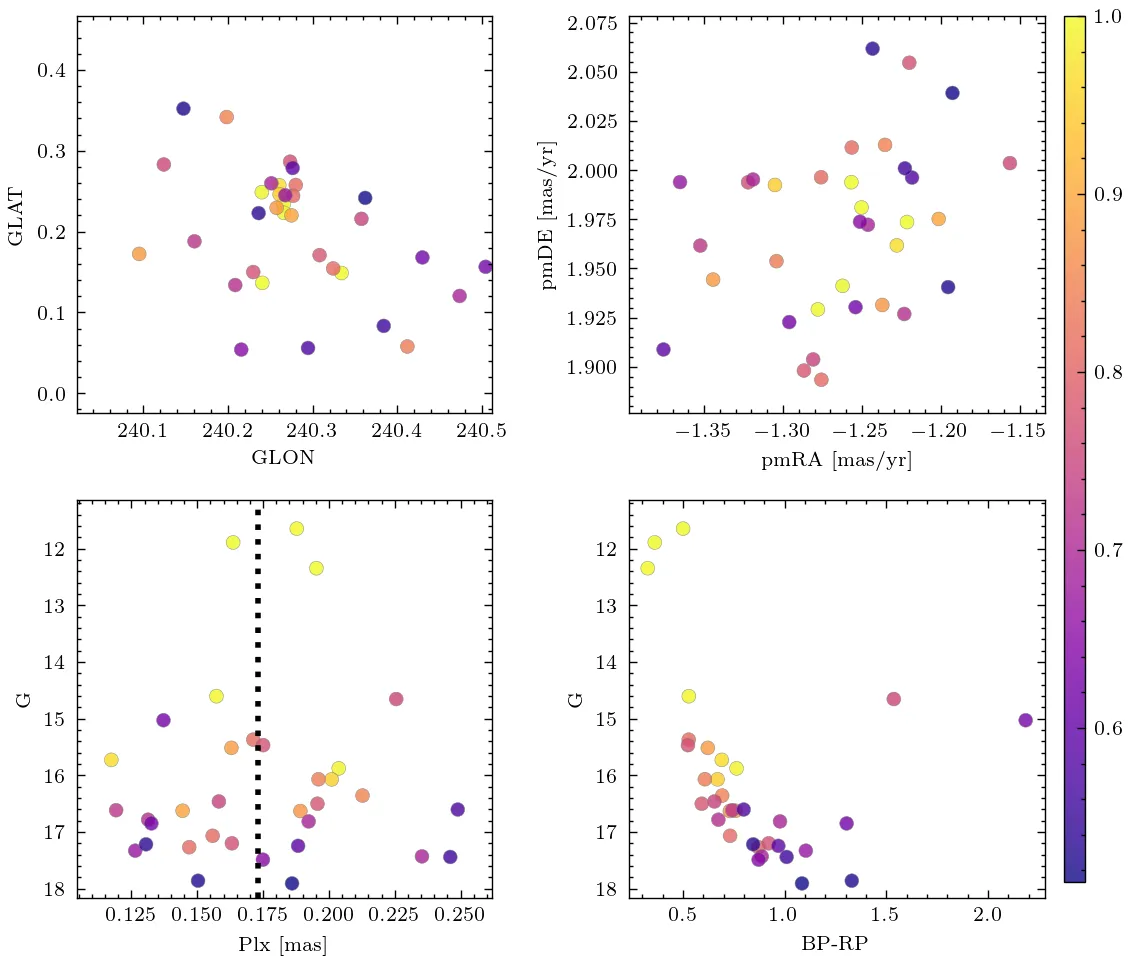 0.4
0.3
0.2
0.1
0.0
GLAT
240.1 240.2 240.3 240.4 240.5
GLON
2.075
2.050
2.025
2.000
1.975
1.950
1.925
1.900
pmDE [mas/yr]
−1.35 −1.30 −1.25 −1.20 −1.15
pmRA [mas/yr]
1.0
0.9
0.8
0.7
0.6
12
13
14
15
16
17
18
G
0.125 0.150 0.175 0.200 0.225 0.250
Plx [mas]
12
13
14
15
16
17
18
G
0.5 1.0 1.5 2.0
BP-RP